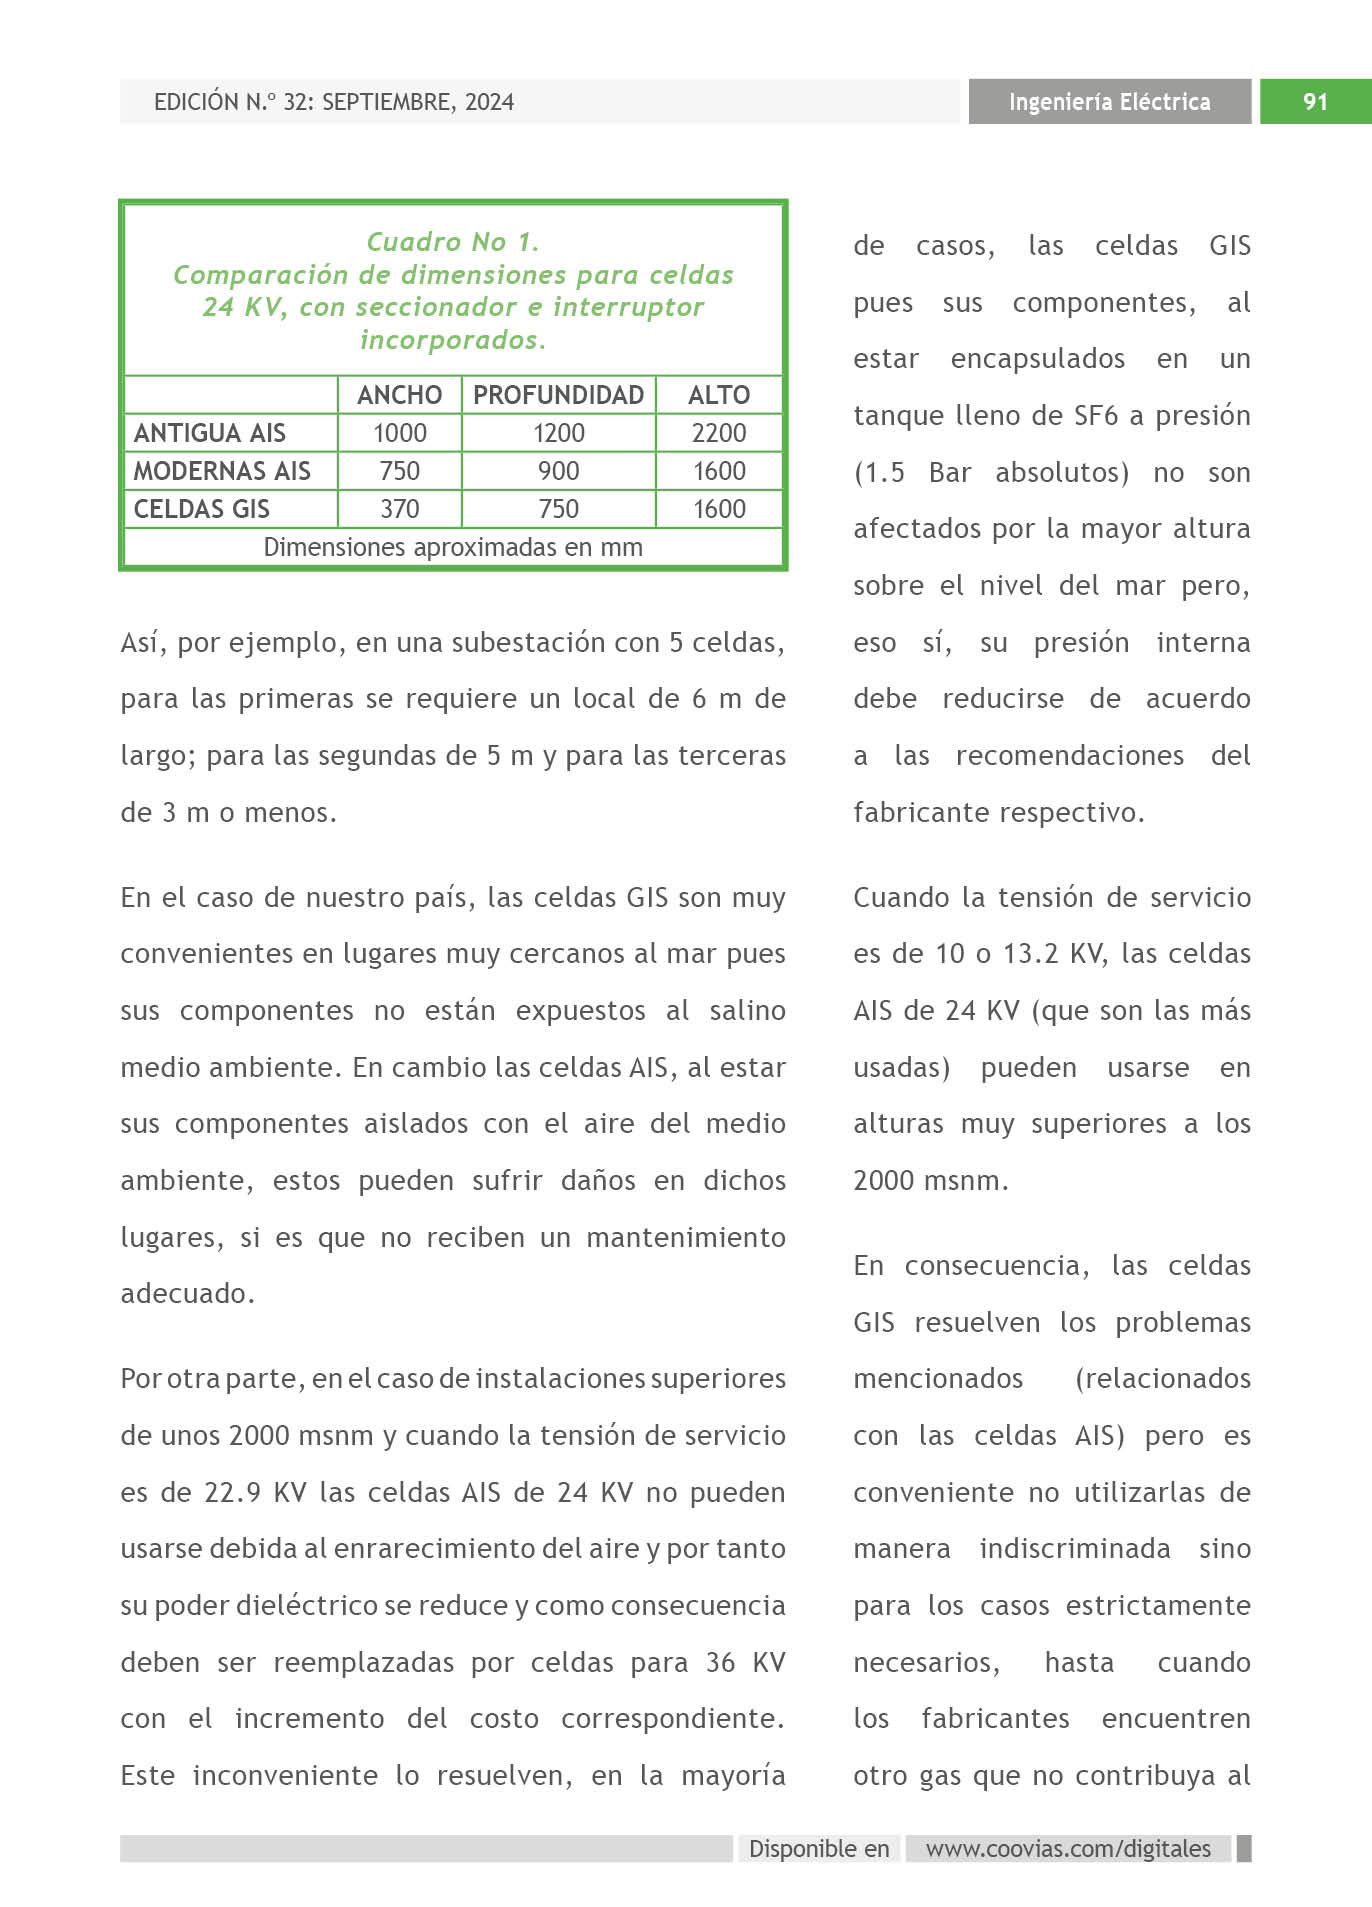 EDICIÓN N.º 32: SEPTIEMBRE, 2024
Ingeniería Eléctrica
91
Cuadro No 1.
Comparación de dimensiones para celdas
24 KV, con seccionador e interruptor
incorporados.
ANCHO PROFUNDIDAD ALTO
ANTIGUA AIS 1000 1200 2200
MODERNAS AIS 750 900 1600
CELDAS GIS 370 750 1600
Dimensiones aproximadas en mm
Así, por ejemplo, en una subestación con 5 celdas,
para las primeras se requiere un local de 6 m de
largo; para las segundas de 5 m y para las terceras
de 3 m o menos.
En el caso de nuestro país, las celdas GIS son muy
convenientes en lugares muy cercanos al mar pues
sus componentes no están expuestos al salino
medio ambiente. En cambio las celdas AIS, al estar
sus componentes aislados con el aire del medio
ambiente, estos pueden sufrir daños en dichos
lugares, si es que no reciben un mantenimiento
adecuado.
Por otra parte, en el caso de instalaciones superiores
de unos 2000 msnm y cuando la tensión de servicio
es de 22.9 KV las celdas AIS de 24 KV no pueden
usarse debida al enrarecimiento del aire y por tanto
su poder dieléctrico se reduce y como consecuencia
deben ser reemplazadas por celdas para 36 KV
con el incremento del costo correspondiente.
Este inconveniente lo resuelven, en la mayoría
de casos, las celdas GIS
pues sus componentes, al
estar encapsulados en un
tanque lleno de SF6 a presión
(1.5 Bar absolutos) no son
afectados por la mayor altura
sobre el nivel del mar pero,
eso sí, su presión interna
debe reducirse de acuerdo
a las recomendaciones del
fabricante respectivo.
Cuando la tensión de servicio
es de 10 o 13.2 KV, las celdas
AIS de 24 KV (que son las más
usadas) pueden usarse en
alturas muy superiores a los
2000 msnm.
En consecuencia, las celdas
GIS resuelven los problemas
mencionados (relacionados
con las celdas AIS) pero es
conveniente no utilizarlas de
manera indiscriminada sino
para los casos estrictamente
necesarios, hasta cuando
los fabricantes encuentren
otro gas que no contribuya al
Disponible en www.coovias.com/digitales